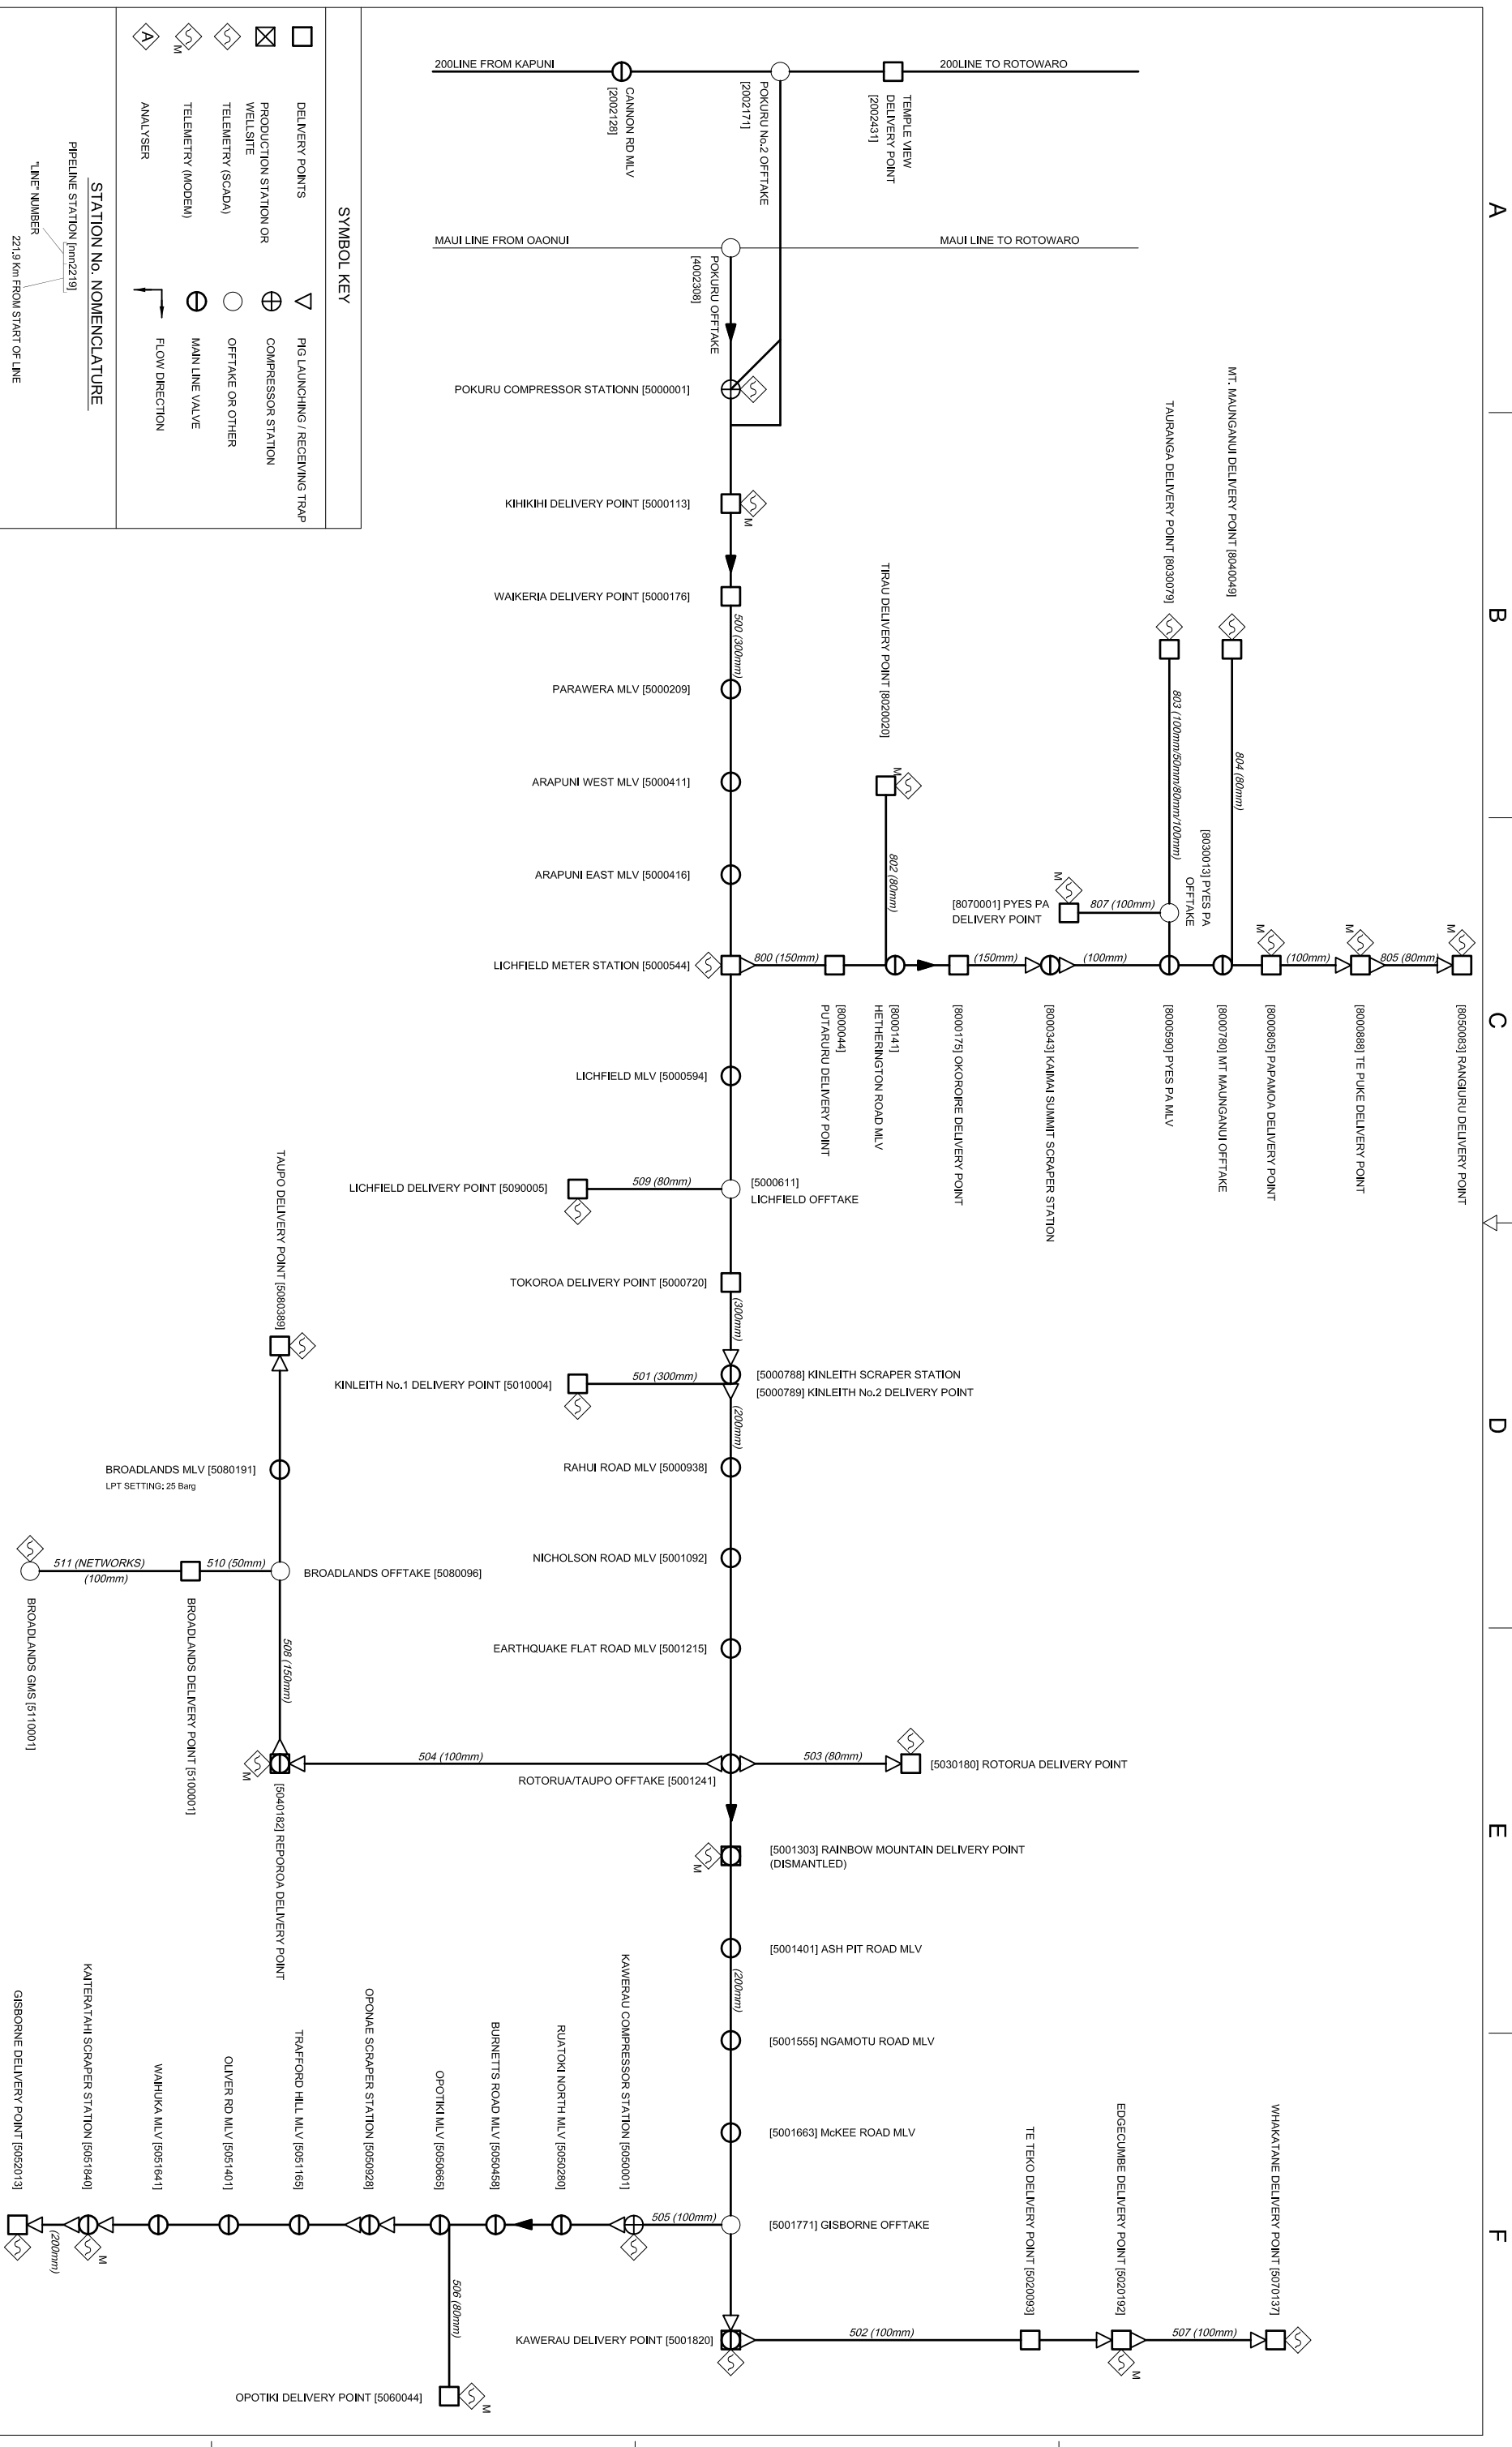 A
B
C
D
E
F
200LINE FROM KAPUNI
200LINE TO ROTOWARO
CANNON RD MLV
[2002128]
POKURU No.2 OFFTAKE
[2002171]
TEMPLE VIEW
DELIVERY POINT
[2002431]
MAUI LINE FROM OAONUI
MAUI LINE TO ROTOWARO
POKURU OFFTAKE
[4002308]
POKURU COMPRESSOR STATIONN [5000001]
KIHIKIHI DELIVERY POINT [5000113]
M
WAIKERIA DELIVERY POINT [5000176]
500 (300mm)
PARAWERA MLV [5000209]
ARAPUNI WEST MLV [5000411]
ARAPUNI EAST MLV [5000416]
LICHFIELD METER STATION [5000544]
800 (150mm)
[8000044]
PUTARURU DELIVERY POINT
TIRAU DELIVERY POINT [8020020]
M
802 (80mm)
[8000141]
HETHERINGTON ROAD MLV
[8000175] OKOROIRE DELIVERY POINT
(150mm)
[8000343] KAIMAI SUMMIT SCRAPER STATION
(100mm)
[8070001] PYES PA
DELIVERY POINT
M
807 (100mm)
TAURANGA DELIVERY POINT [8030079]
803 (100mm/50mm/80mm/100mm)
[8030013] PYES PA
OFFTAKE
[8000590] PYES PA MLV
MT. MAUNGANUI DELIVERY POINT [8040049]
804 (80mm)
[8000780] MT MAUNGANUI OFFTAKE
M
[8000805] PAPAMOA DELIVERY POINT
(100mm)
M
[8000888] TE PUKE DELIVERY POINT
805 (80mm)
M
[8050083] RANGIURU DELIVERY POINT
LICHFIELD MLV [5000594]
[5000611]
LICHFIELD OFFTAKE
509 (80mm)
LICHFIELD DELIVERY POINT [5090005]
TOKOROA DELIVERY POINT [5000720]
(300mm)
[5000788] KINLEITH SCRAPER STATION
[5000789] KINLEITH No.2 DELIVERY POINT
501 (300mm)
KINLEITH No.1 DELIVERY POINT [5010004]
(200mm)
RAHUI ROAD MLV [5000938]
NICHOLSON ROAD MLV [5001092]
EARTHQUAKE FLAT ROAD MLV [5001215]
ROTORUA/TAUPO OFFTAKE [5001241]
503 (80mm)
[5030180] ROTORUA DELIVERY POINT
504 (100mm)
M
[5040182] REPOROA DELIVERY POINT
508 (150mm)
BROADLANDS OFFTAKE [5080096]
510 (50mm)
BROADLANDS DELIVERY POINT [5100001]
511 (NETWORKS)
(100mm)
BROADLANDS GMS [5110001]
BROADLANDS MLV [5080191]
LPT SETTING: 25 Barg
TAUPO DELIVERY POINT [5080389]
[5001303] RAINBOW MOUNTAIN DELIVERY POINT
(DISMANTLED)
M
[5001401] ASH PIT ROAD MLV
(200mm)
[5001555] NGAMOTU ROAD MLV
[5001663] McKEE ROAD MLV
[5001771] GISBORNE OFFTAKE
505 (100mm)
KAWERAU COMPRESSOR STATION [5050001]
RUATOKI NORTH MLV [5050280]
BURNETTS ROAD MLV [5050458]
OPOTIKI MLV [5050665]
506 (80mm)
OPOTIKI DELIVERY POINT [5060044]
M
OPONAE SCRAPER STATION [5050928]
TRAFFORD HILL MLV [5051165]
OLIVER RD MLV [5051401]
WAIHUKA MLV [5051641]
KAITERATAHI SCRAPER STATION [5051840]
M
(200mm)
GISBORNE DELIVERY POINT [5052013]
KAWERAU DELIVERY POINT [5001820]
502 (100mm)
TE TEKO DELIVERY POINT [5020093]
EDGECUMBE DELIVERY POINT [5020192]
M
507 (100mm)
WHAKATANE DELIVERY POINT [5070137]
SYMBOL KEY
DELIVERY POINTS
PIG LAUNCHING / RECEIVING TRAP
PRODUCTION STATION OR
WELLSITE
COMPRESSOR STATION
TELEMETRY (SCADA)
OFFTAKE OR OTHER
M
TELEMETRY (MODEM)
MAIN LINE VALVE
A
ANALYSER
FLOW DIRECTION
STATION No. NOMENCLATURE
PIPELINE STATION [nnn2219]
"LINE" NUMBER
221.9 Km FROM START OF LINE